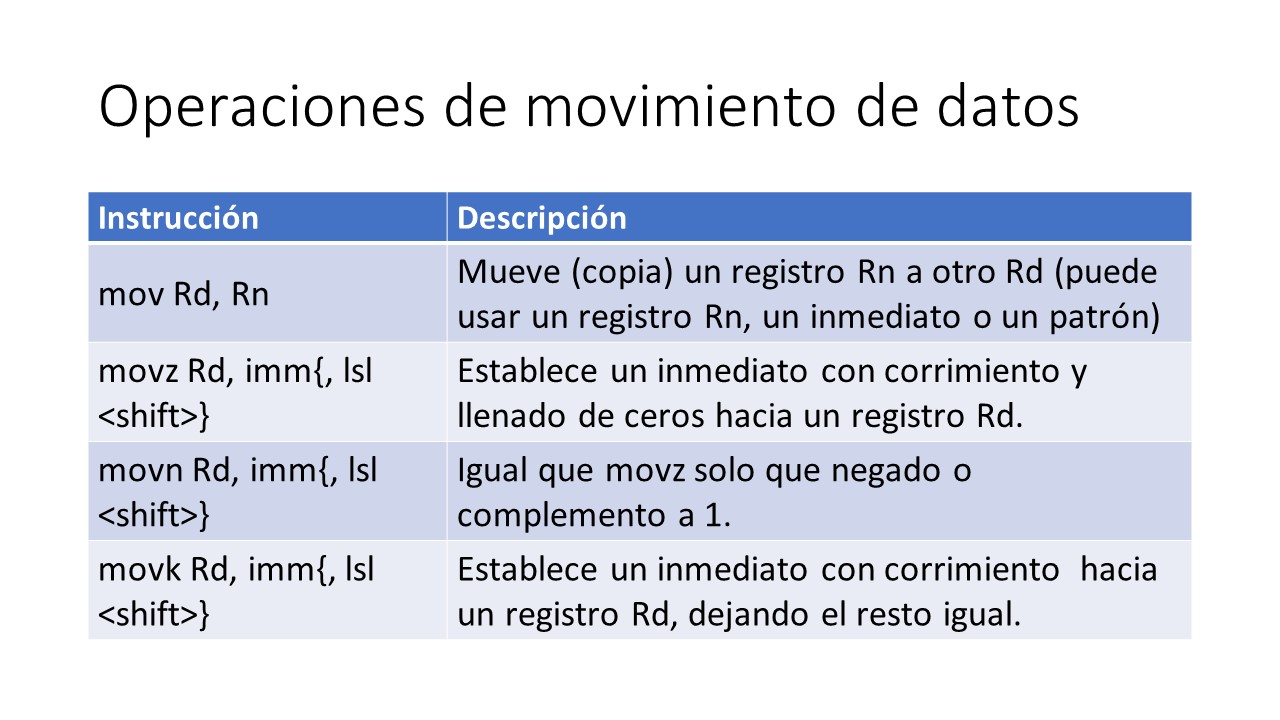 Operaciones de movimiento de datos
Instrucción
Descripción
mov Rd, Rn
Mueve (copia) un registro Rn a otro Rd (puede
usar un registro Rn, un inmediato o un patrón)
movz Rd, imm{, lsl
<shift>}
Establece un inmediato con corrimiento y
llenado de ceros hacia un registro Rd.
movn Rd, imm{, lsl
<shift>}
Igual que movz solo que negado o
complemento a 1.
movk Rd, imm{, lsl
<shift>}
Establece un inmediato con corrimiento  hacia
un registro Rd, dejando el resto igual.